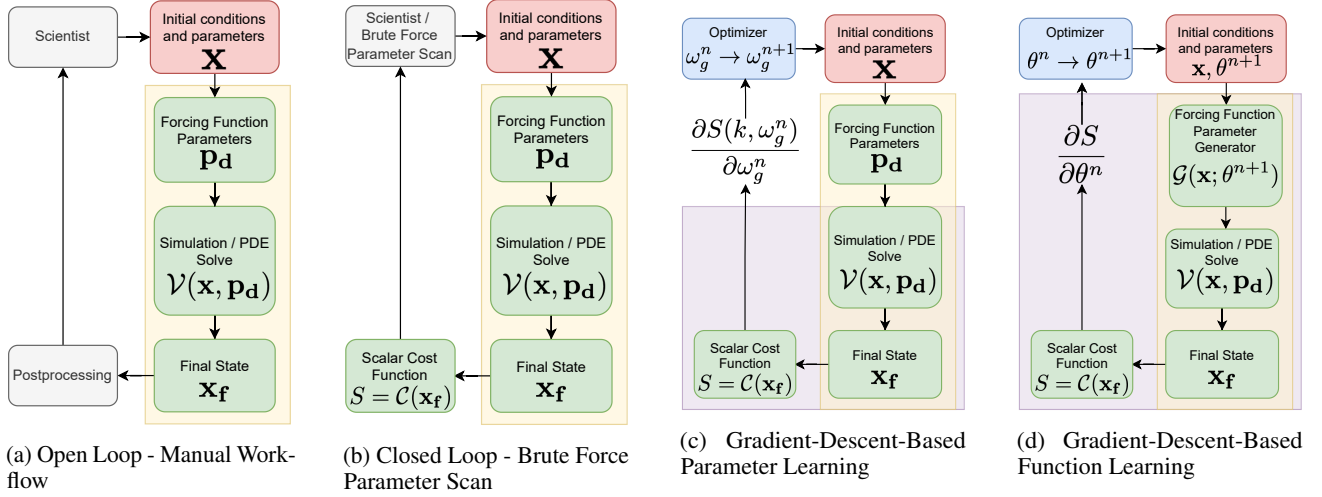 Scientist
Initial conditions
and parameters
x
Forcing Function
Parameters
p_d
Simulation / PDE
Solve
𝒱(x, p_d)
Final State
x_f
Postprocessing
(a) Open Loop - Manual Work-
flow
Scientist /
Brute Force
Parameter Scan
Initial conditions
and parameters
x
Forcing Function
Parameters
p_d
Simulation / PDE
Solve
𝒱(x, p_d)
Final State
x_f
Scalar Cost
Function
S = 𝒞(x_f)
(b) Closed Loop - Brute Force
Parameter Scan
Optimizer
ω_g^n → ω_g^{n+1}
Initial conditions
and parameters
x
∂S(k, ω_g^n)
∂ω_g^n
Forcing Function
Parameters
p_d
Simulation / PDE
Solve
𝒱(x, p_d)
Final State
x_f
Scalar Cost
Function
S = 𝒞(x_f)
(c) Gradient-Descent-Based
Parameter Learning
Optimizer
θ^n → θ^{n+1}
Initial conditions
and parameters
x, θ^{n+1}
∂S
∂θ^n
Forcing Function
Parameter
Generator
𝒢(x; θ^{n+1})
Simulation / PDE
Solve
𝒱(x, p_d)
Final State
x_f
Scalar Cost
Function
S = 𝒞(x_f)
(d) Gradient-Descent-Based
Function Learning